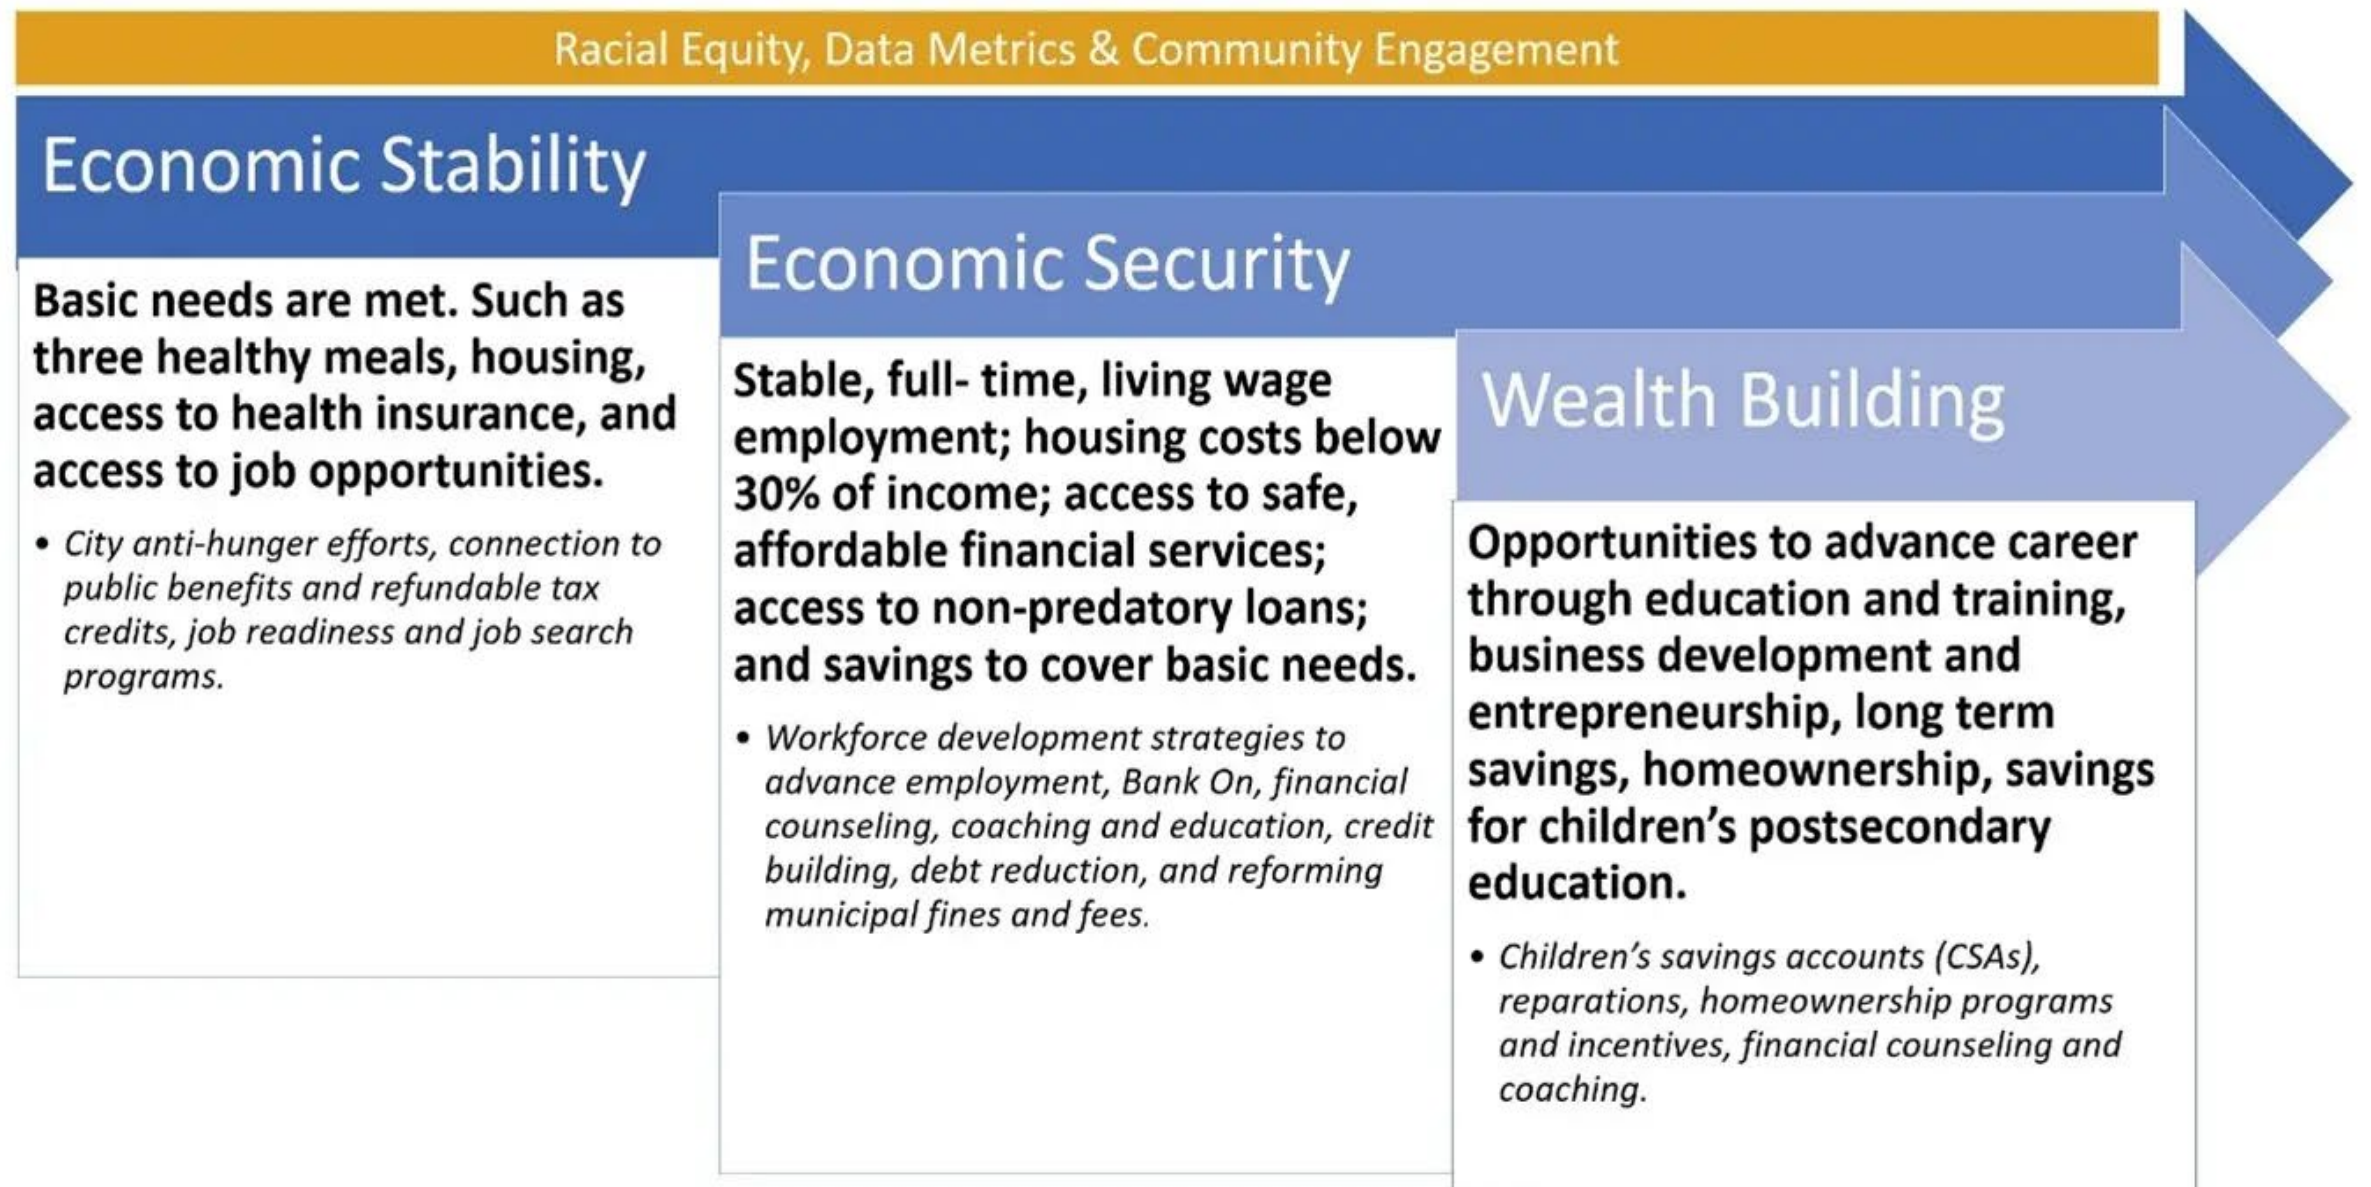 Racial Equity, Data Metrics & Community Engagement
Economic Stability
Basic needs are met. Such as
three healthy meals, housing,
access to health insurance, and
access to job opportunities.
• City anti-hunger efforts, connection to
public benefits and refundable tax
credits, job readiness and job search
programs.
Economic Security
Stable, full- time, living wage
employment; housing costs below
30% of income; access to safe,
affordable financial services;
access to non-predatory loans;
and savings to cover basic needs.
• Workforce development strategies to
advance employment, Bank On, financial
counseling, coaching and education, credit
building, debt reduction, and reforming
municipal fines and fees.
Wealth Building
Opportunities to advance career
through education and training,
business development and
entrepreneurship, long term
savings, homeownership, savings
for children’s postsecondary
education.
• Children’s savings accounts (CSAs),
reparations, homeownership programs
and incentives, financial counseling and
coaching.